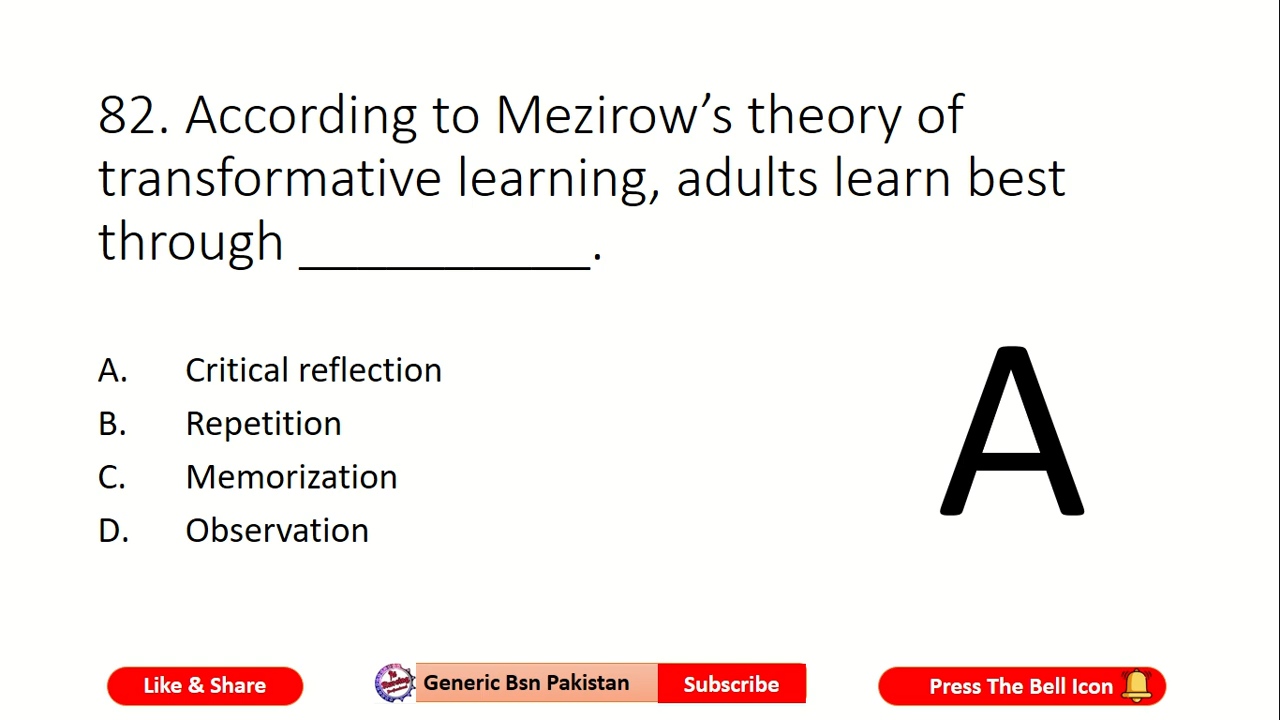 82. According to Mezirow’s theory of
transformative learning, adults learn best
through ___________.
A. Critical reflection
B. Repetition
C. Memorization
D. Observation
A
Like & Share
Generic Bsn Pakistan
Subscribe
Press The Bell Icon